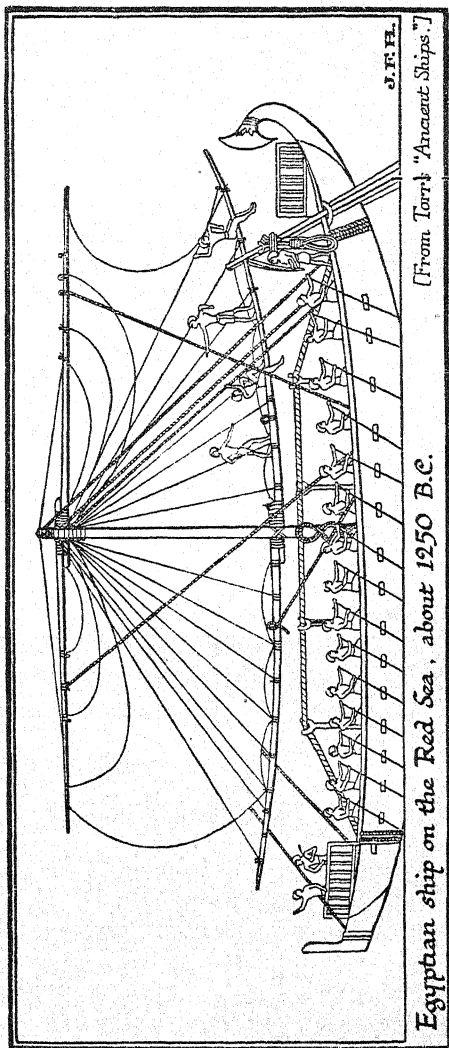 J.F.H.
Egyptian ship on the Red Sea, about 1250 B.C.
[From Torr's "Ancient Ships."]